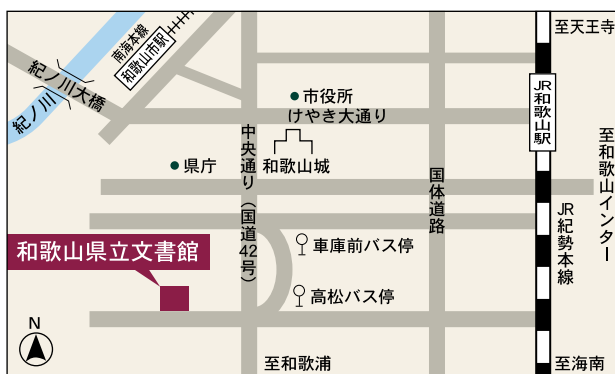 至天王寺
南海本線
和歌山市駅
紀ノ川大橋
紀ノ川
市役所
けやき大通り
JR和歌山駅
中央通り（国道42号）
和歌山城
県庁
国体道路
至和歌山インター
JR紀勢本線
車庫前バス停
和歌山県立文書館
高松バス停
N
至和歌浦
至海南